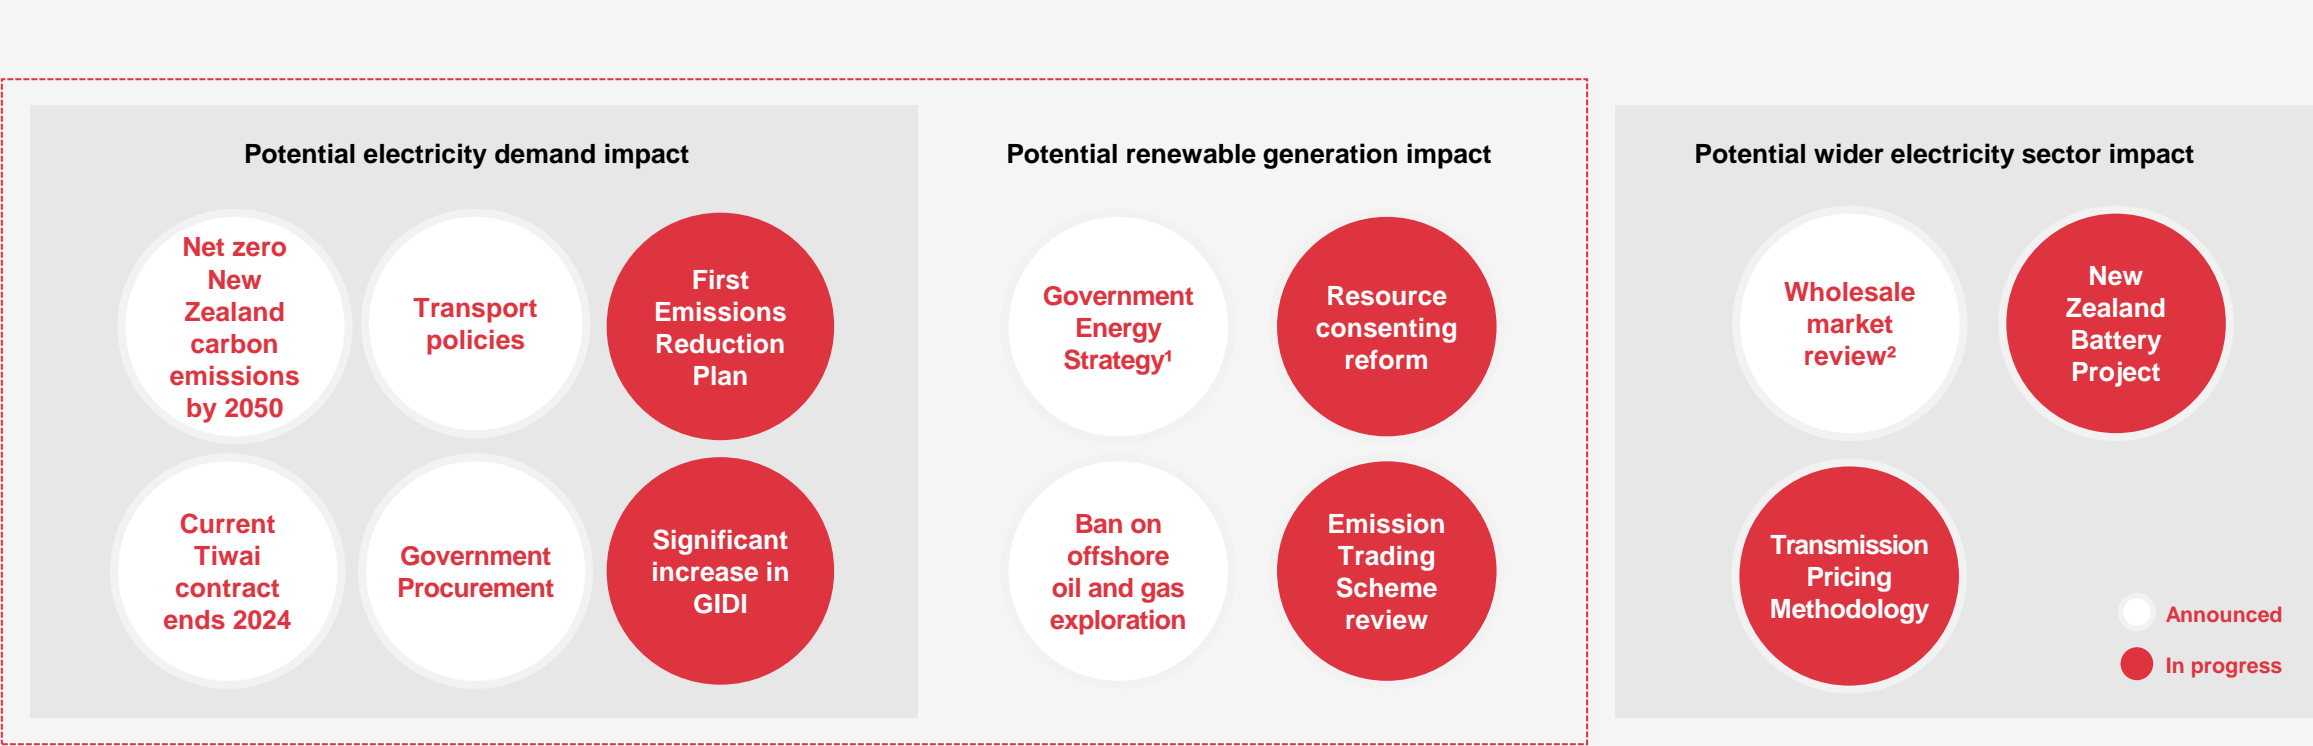 Potential electricity demand impact
Net zero
New
Zealand
carbon
emissions
by 2050
Transport
policies
First
Emissions
Reduction
Plan
Current
Tiwai
contract
ends 2024
Government
Procurement
Significant
increase in
GIDI
Potential renewable generation impact
Government
Energy
Strategy¹
Resource
consenting
reform
Ban on
offshore
oil and gas
exploration
Emission
Trading
Scheme
review
Potential wider electricity sector impact
Wholesale
market
review²
New
Zealand
Battery
Project
Transmission
Pricing
Methodology
Announced
In progress